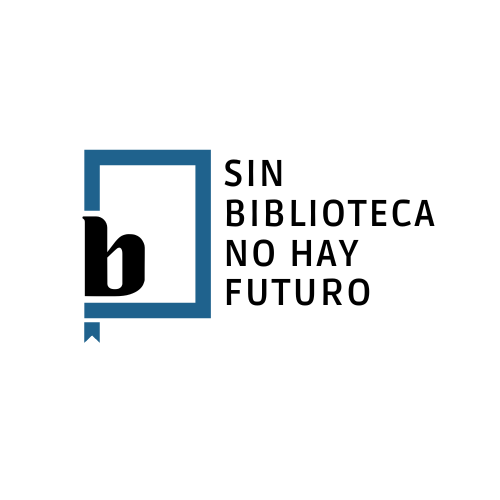 b
SIN
BIBLIOTECA
NO HAY
FUTURO